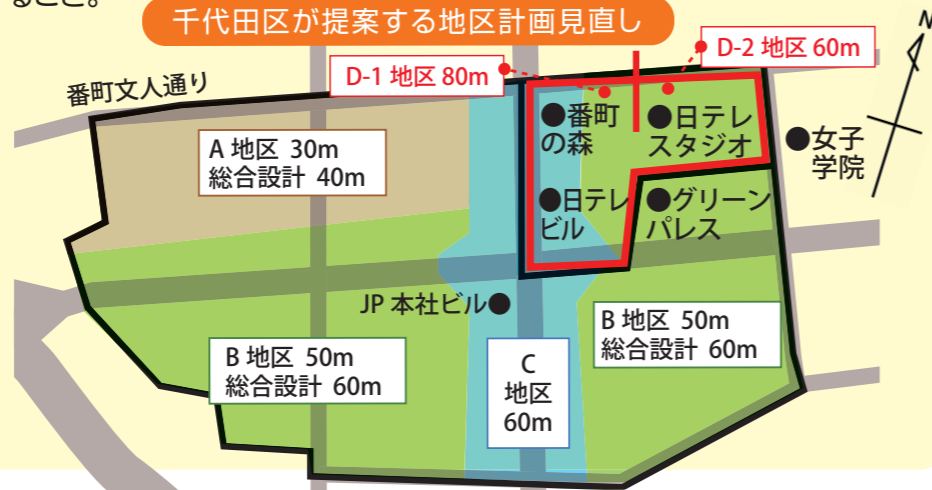 ること。
千代田区が提案する地区計画見直し
N
D-1 地区 80m
D-2 地区 60m
番町文人通り
A 地区 30m
総合設計 40m
●番町
の森
●日テレ
スタジオ
●女子
学院
●日テレ
ビル
●グリーン
パレス
JP 本社ビル●
B 地区 50m
総合設計 60m
C
地区
60m
B 地区 50m
総合設計 60m